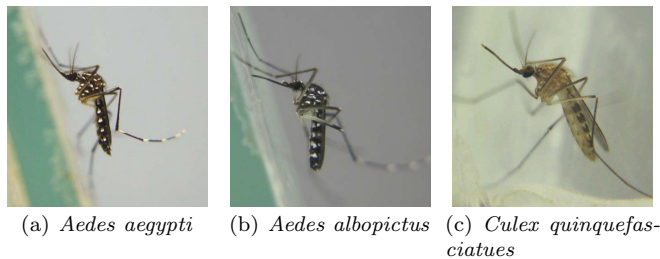 (a) Aedes aegypti
(b) Aedes albopictus
(c) Culex quinquefas-
ciatues